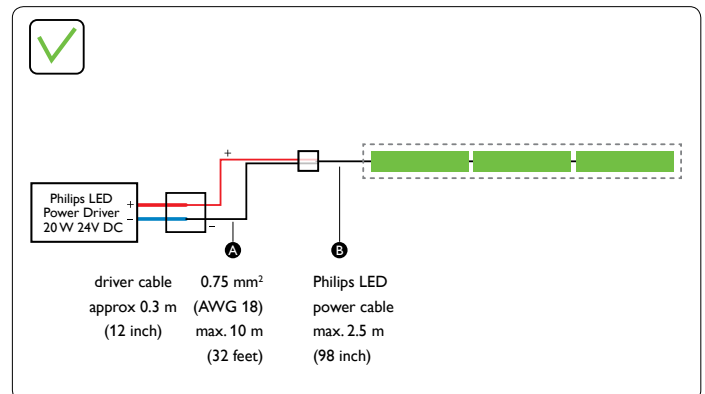 +
Philips LED
Power Driver
20 W 24V DC
+
–
–
A
B
driver cable
approx 0.3 m
(12 inch)
0.75 mm²
(AWG 18)
max. 10 m
(32 feet)
Philips LED
power cable
max. 2.5 m
(98 inch)